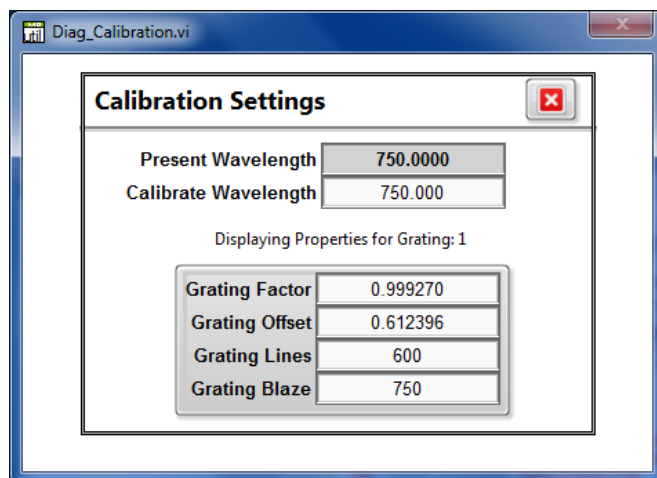 Diag_Calibration.vi
Calibration Settings
Present Wavelength 750.0000
Calibrate Wavelength 750.000
Displaying Properties for Grating: 1
Grating Factor 0.999270
Grating Offset 0.612396
Grating Lines 600
Grating Blaze 750